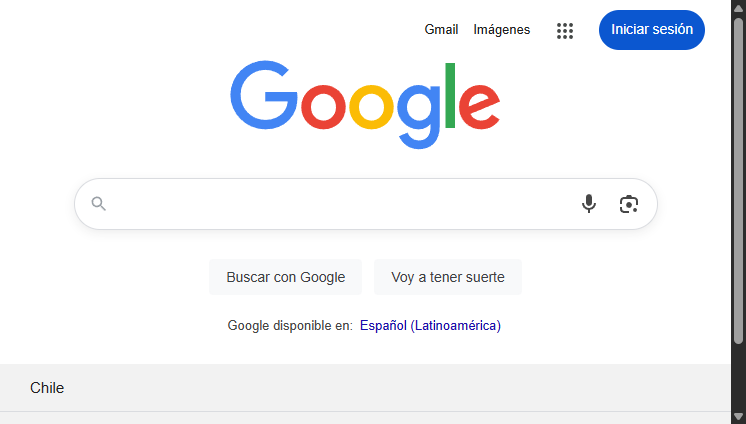 Gmail Imágenes Iniciar sesión
Google
Buscar con Google Voy a tener suerte
Google disponible en: Español (Latinoamérica)
Chile